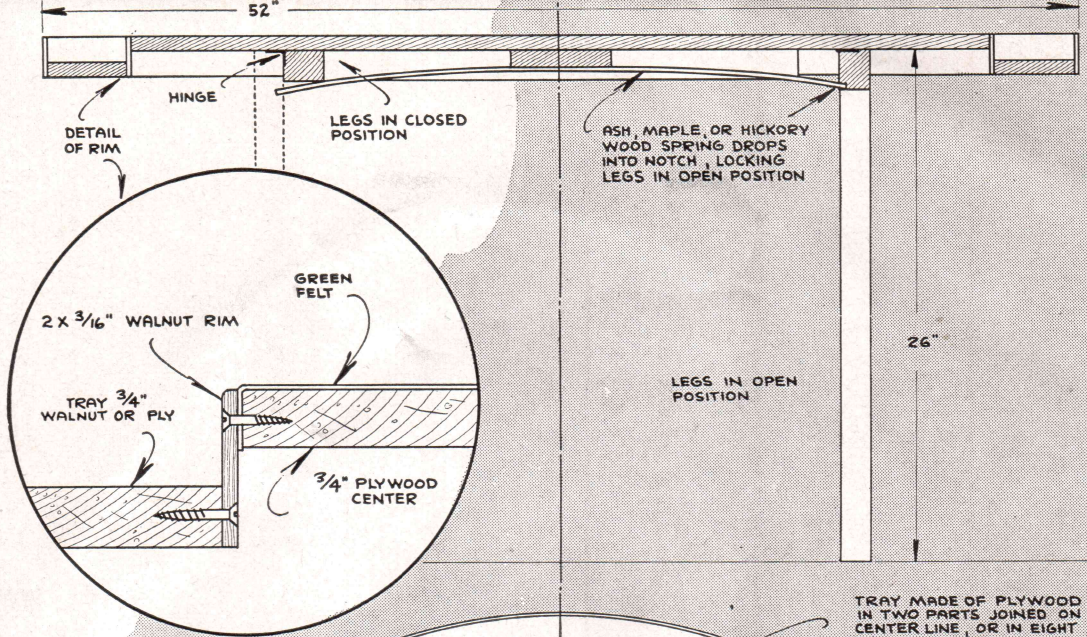 52"
HINGE
LEGS IN CLOSED
POSITION
DETAIL
OF RIM
ASH, MAPLE, OR HICKORY
WOOD SPRING DROPS
INTO NOTCH, LOCKING
LEGS IN OPEN POSITION
GREEN
FELT
2 X 3/16" WALNUT RIM
TRAY 3/4"
WALNUT OR PLY
3/4" PLYWOOD
CENTER
26"
LEGS IN OPEN
POSITION
TRAY MADE OF PLYWOOD
IN TWO PARTS JOINED ON
CENTER LINE, OR IN EIGHT